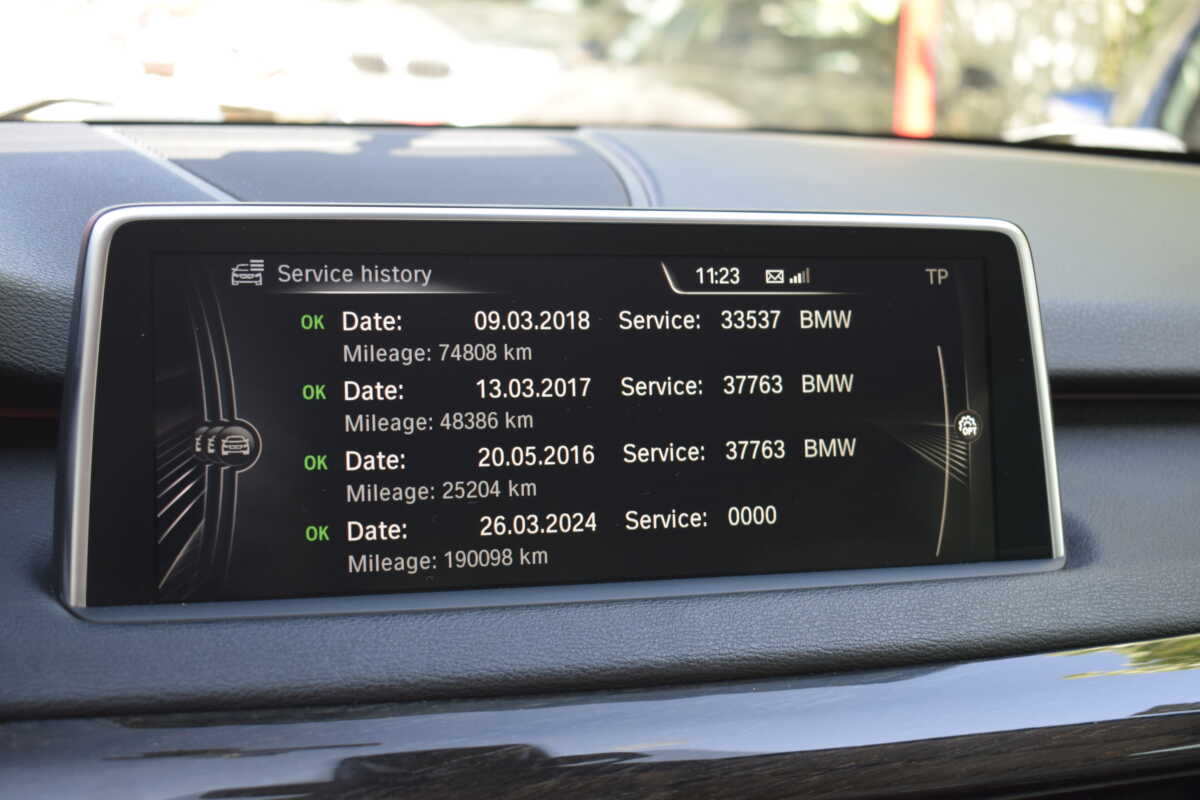 Service history 11:23 TP
OK Date: 09.03.2018 Service: 33537 BMW
Mileage: 74808 km
OK Date: 13.03.2017 Service: 37763 BMW
Mileage: 48386 km
OK Date: 20.05.2016 Service: 37763 BMW
Mileage: 25204 km
OPT
OK Date: 26.03.2024 Service: 0000
Mileage: 190098 km